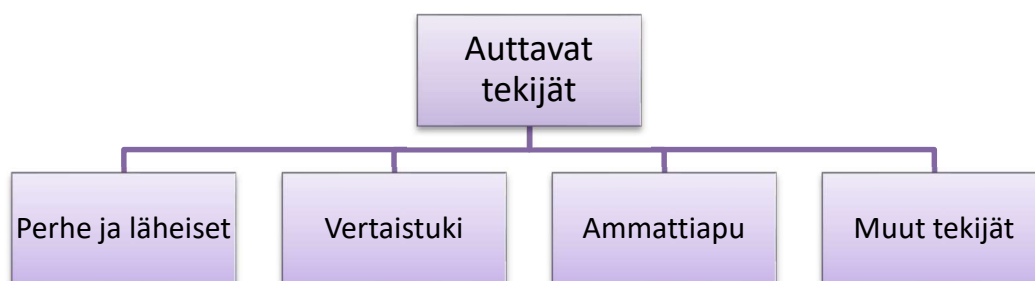 Auttavat
tekijät
Perhe ja läheiset
Vertaistuki
Ammattiapu
Muut tekijät